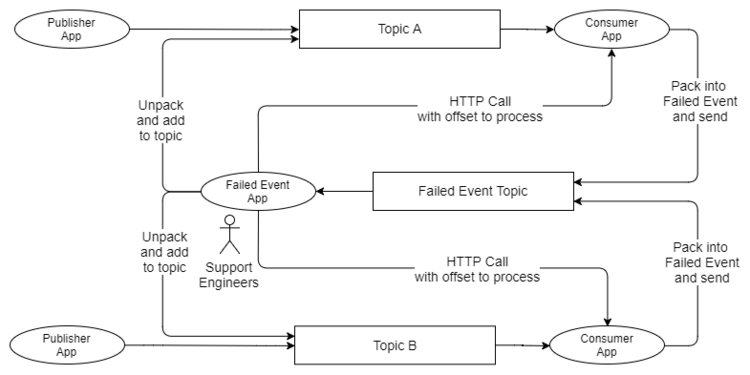 Publisher
App
Topic A
Consumer
App
Unpack
and add
to topic
HTTP Call
with offset to process
Pack into
Failed Event
and send
Failed Event
App
Failed Event Topic
Support
Engineers
Unpack
and add
to topic
HTTP Call
with offset to process
Pack into
Failed Event
and send
Publisher
App
Topic B
Consumer
App